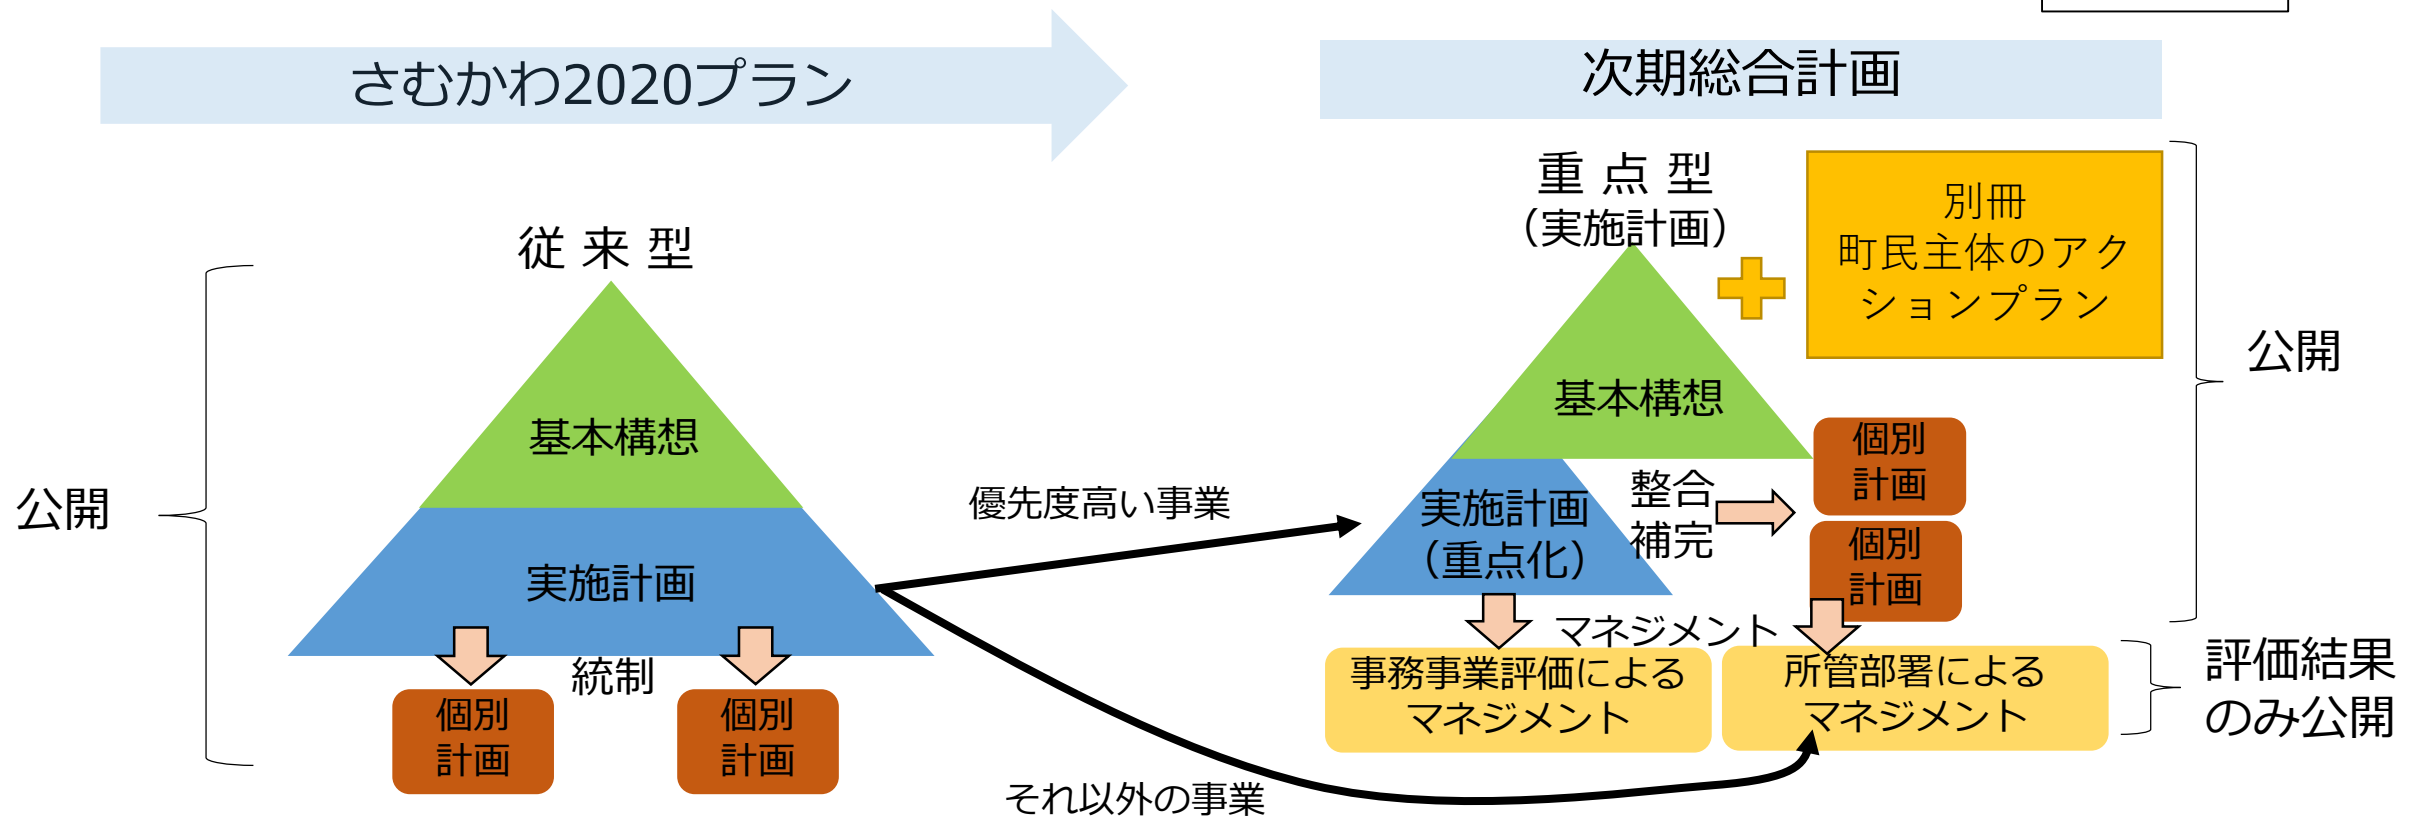 さむかわ2020プラン
次期総合計画
従 来 型
公開
基本構想
実施計画
統制
個別
計画
個別
計画
優先度高い事業
それ以外の事業
重 点 型
（実施計画）
別冊
町民主体のアク
ションプラン
基本構想
実施計画
（重点化）
整合
補完
個別
計画
個別
計画
公開
マネジメント
事務事業評価による
マネジメント
所管部署による
マネジメント
評価結果
のみ公開